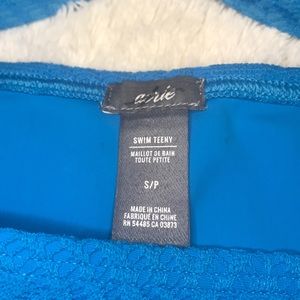 aerie
SWIM TEENY
MAILLOT DE BAIN
TOUTE PETITE
S/P
MADE IN CHINA
FABRIQUÉ EN CHINE
RN 54485 CA 03873